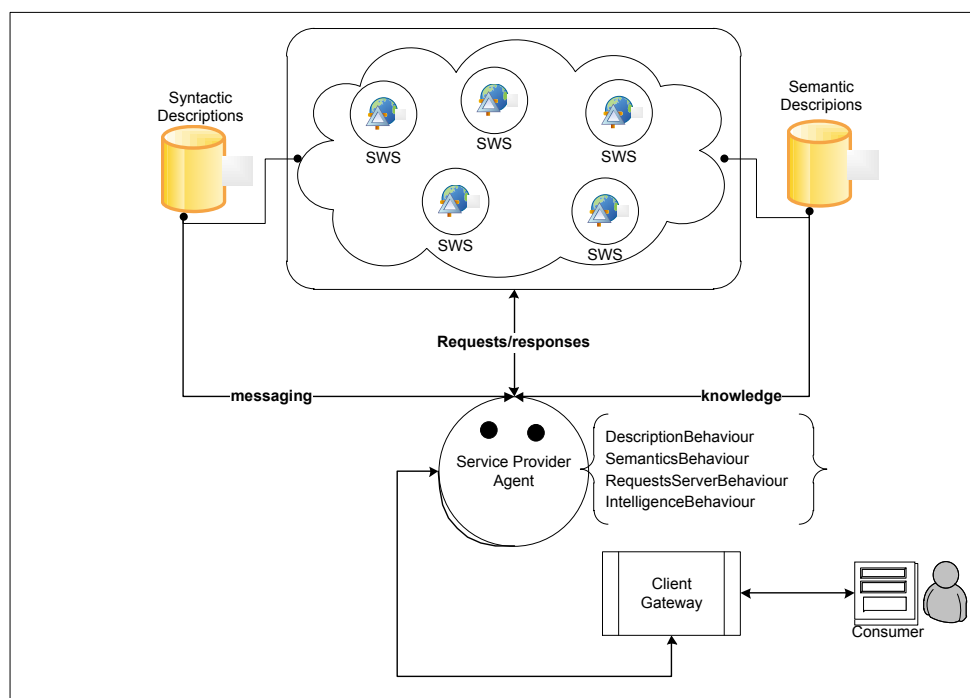 Syntactic
Descriptions
Semantic
Descripions
SWS
SWS
SWS
SWS
SWS
Requests/responses
messaging
knowledge
Service Provider
Agent
DescriptionBehaviour
SemanticsBehaviour
RequestsServerBehaviour
IntelligenceBehaviour
Client
Gateway
Consumer